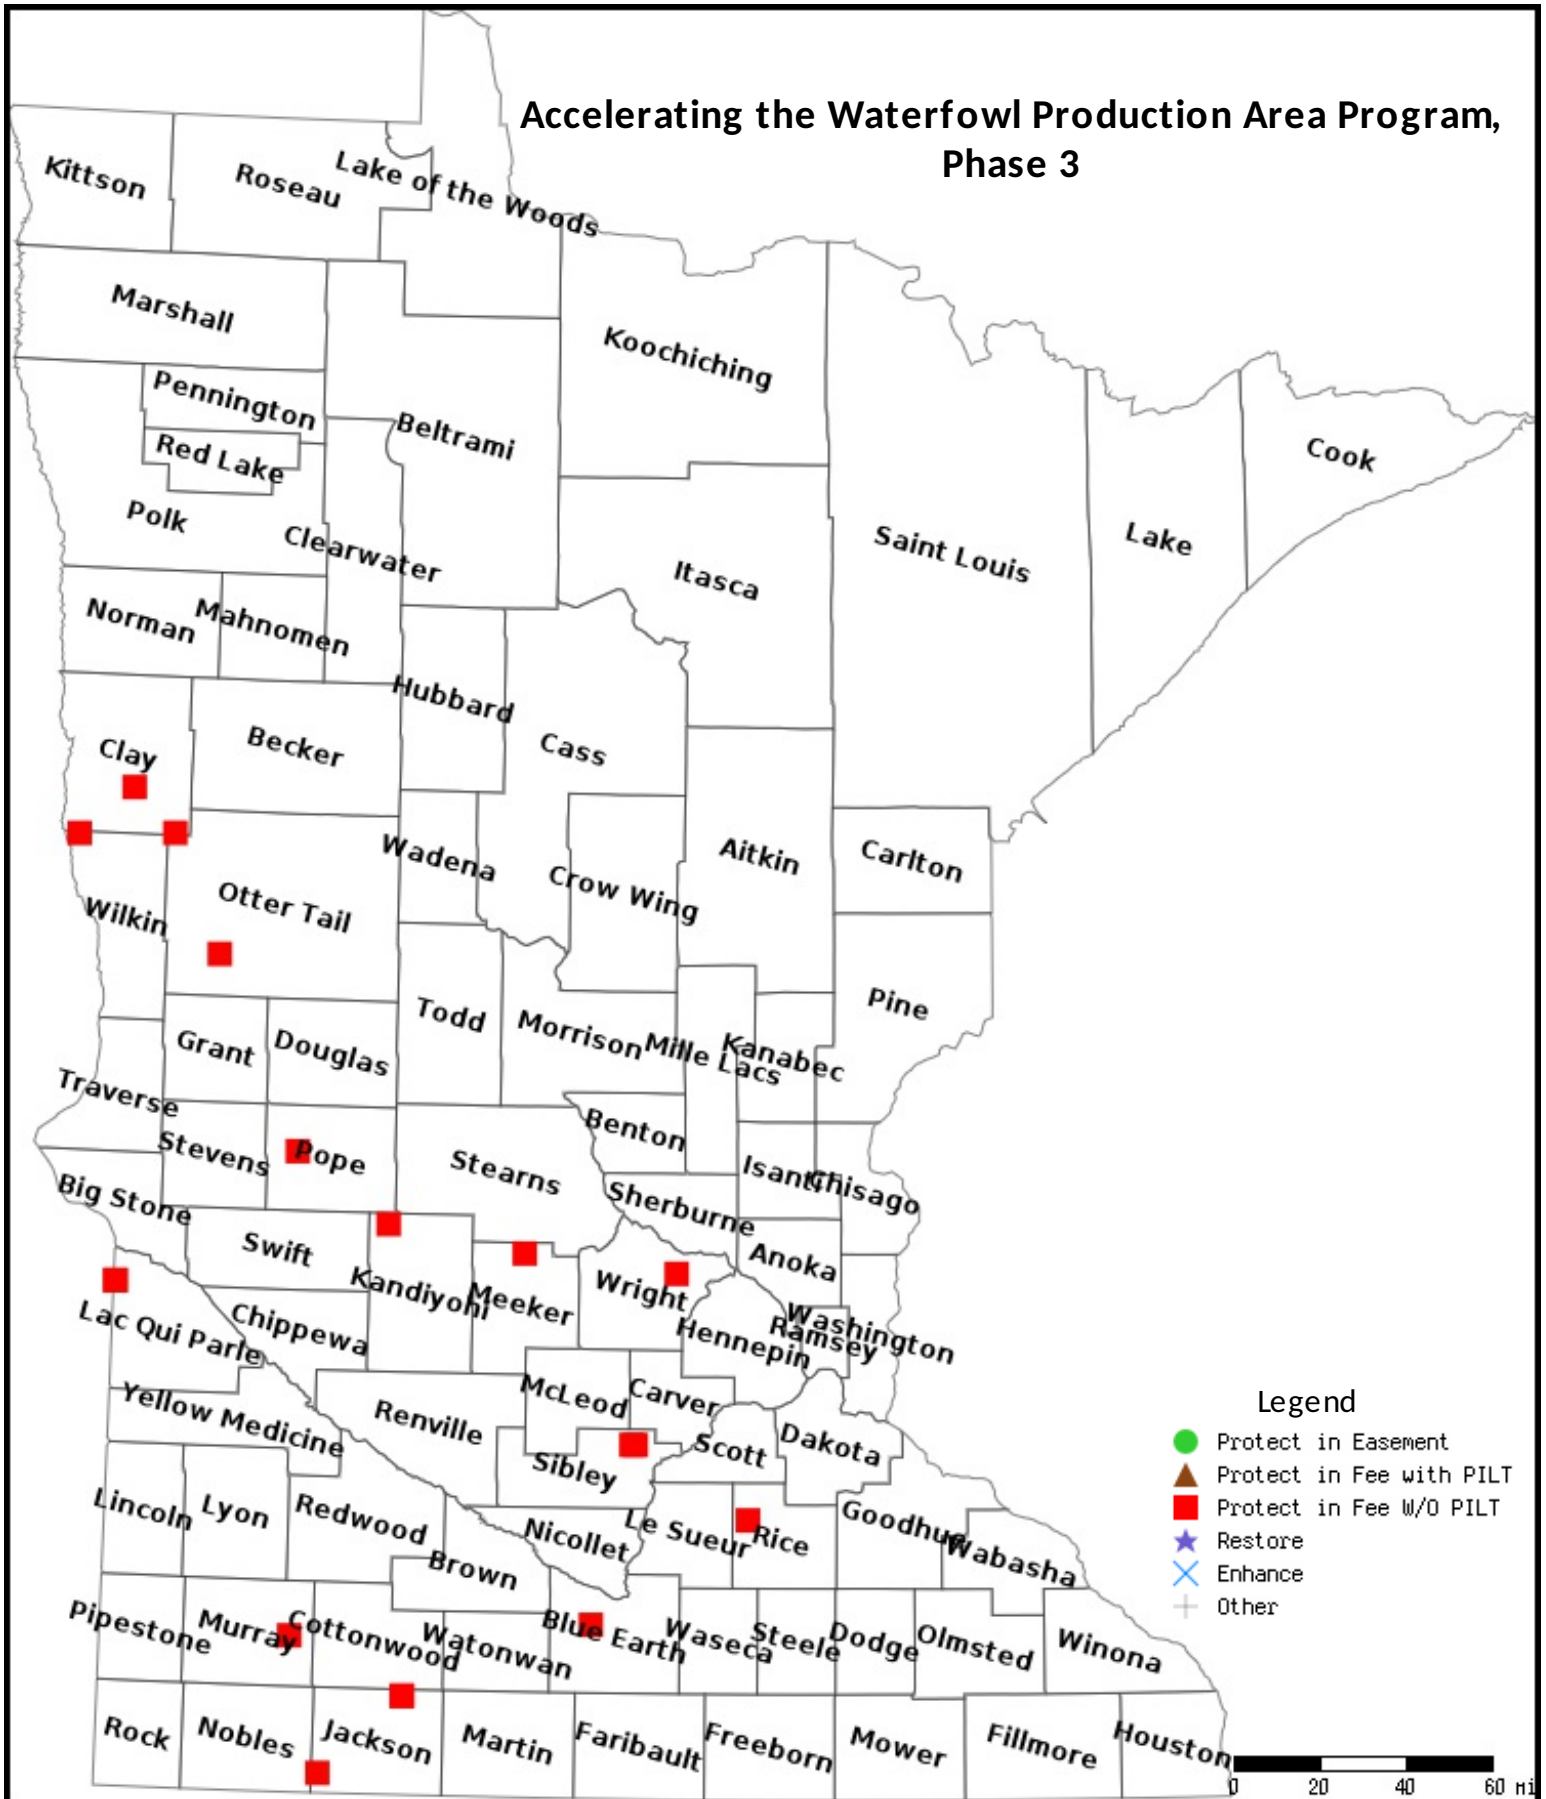 Accelerating the Waterfowl Production Area Program,
Phase 3
Kittson
Roseau
Lake of the Woods
Marshall
Koochiching
Pennington
Beltrami
Red Lake
Cook
Polk
Clearwater
Saint Louis
Lake
Itasca
Norman
Mahnomen
Hubbard
Clay
Becker
Cass
Wadena
Aitkin
Carlton
Crow Wing
Wilkin
Otter Tail
Todd
Morrison
Mille Lacs
Kanabec
Pine
Grant
Douglas
Traverse
Stevens
Pope
Stearns
Benton
Isanti
Chisago
Big Stone
Sherburne
Swift
Anoka
Kandiyohi
Meeker
Wright
Lac Qui Parle
Chippewa
Hennepin
Ramsey
Washington
McLeod
Carver
Yellow Medicine
Renville
Scott
Dakota
Sibley
Lincoln
Lyon
Redwood
Nicollet
Le Sueur
Rice
Goodhue
Wabasha
Brown
Pipestone
Murray
Cottonwood
Watonwan
Blue Earth
Waseca
Steele
Dodge
Olmsted
Winona
Rock
Nobles
Jackson
Martin
Faribault
Freeborn
Mower
Fillmore
Houston
Legend
Protect in Easement
Protect in Fee with PILT
Protect in Fee W/O PILT
Restore
Enhance
Other
0 20 40 60 mi